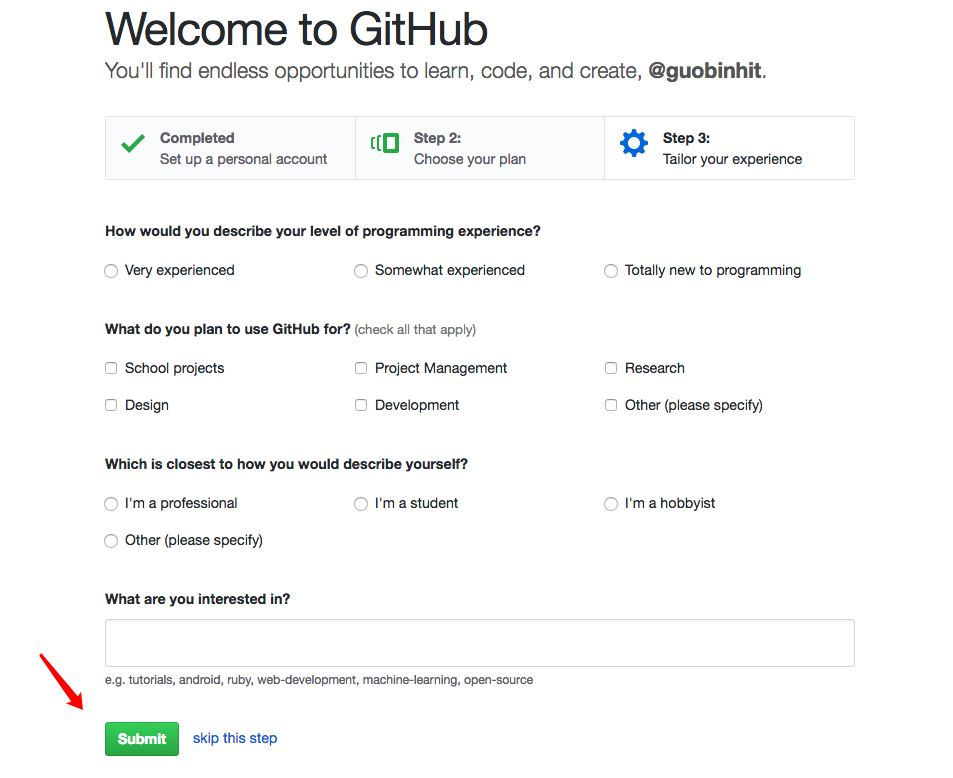 Welcome to GitHub
You'll find endless opportunities to learn, code, and create, @guobinhit.
Completed
Set up a personal account
Step 2:
Choose your plan
Step 3:
Tailor your experience
How would you describe your level of programming experience?
Very experienced
Somewhat experienced
Totally new to programming
What do you plan to use GitHub for? (check all that apply)
School projects
Project Management
Research
Design
Development
Other (please specify)
Which is closest to how you would describe yourself?
I'm a professional
I'm a student
I'm a hobbyist
Other (please specify)
What are you interested in?
e.g. tutorials, android, ruby, web-development, machine-learning, open-source
Submit
skip this step